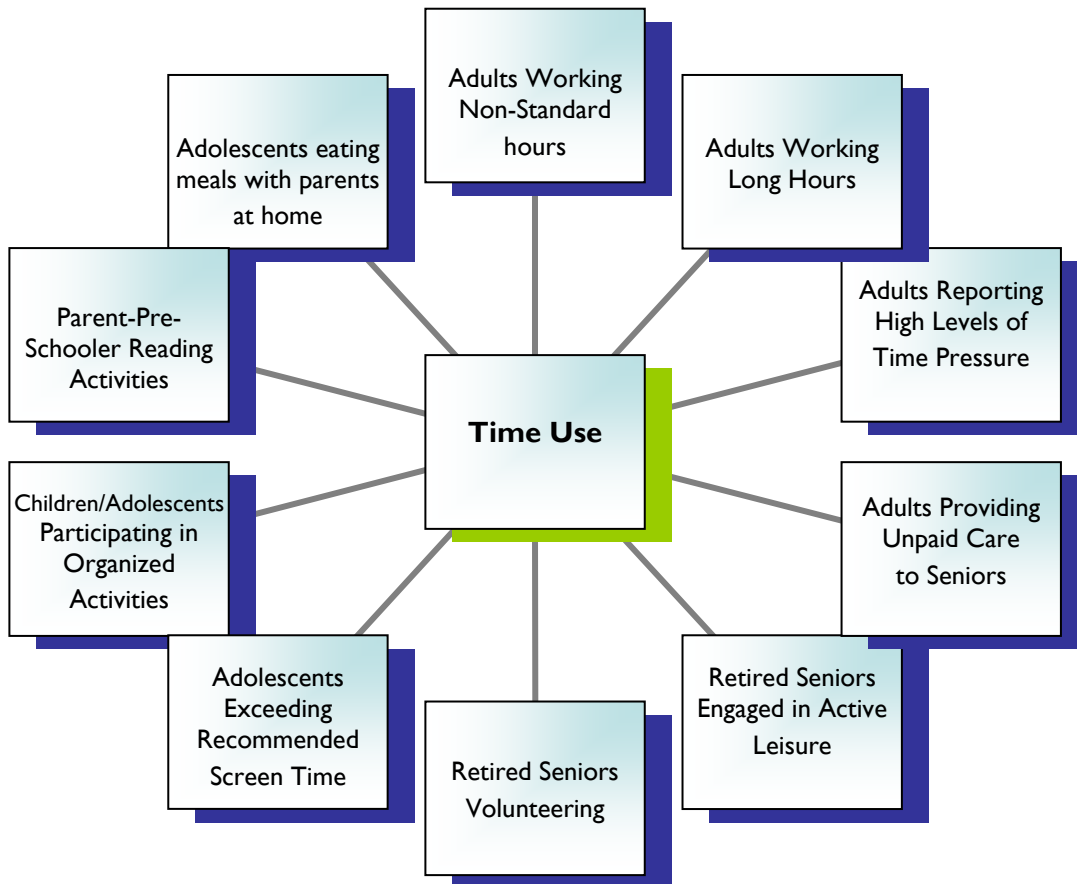 Adults Working
Non-Standard
hours
Adolescents eating
meals with parents
at home
Adults Working
Long Hours
Parent-Pre-
Schooler Reading
Activities
Adults Reporting
High Levels of
Time Pressure
Time Use
Children/Adolescents
Participating in
Organized
Activities
Adults Providing
Unpaid Care
to Seniors
Adolescents
Exceeding
Recommended
Screen Time
Retired Seniors
Volunteering
Retired Seniors
Engaged in Active
Leisure